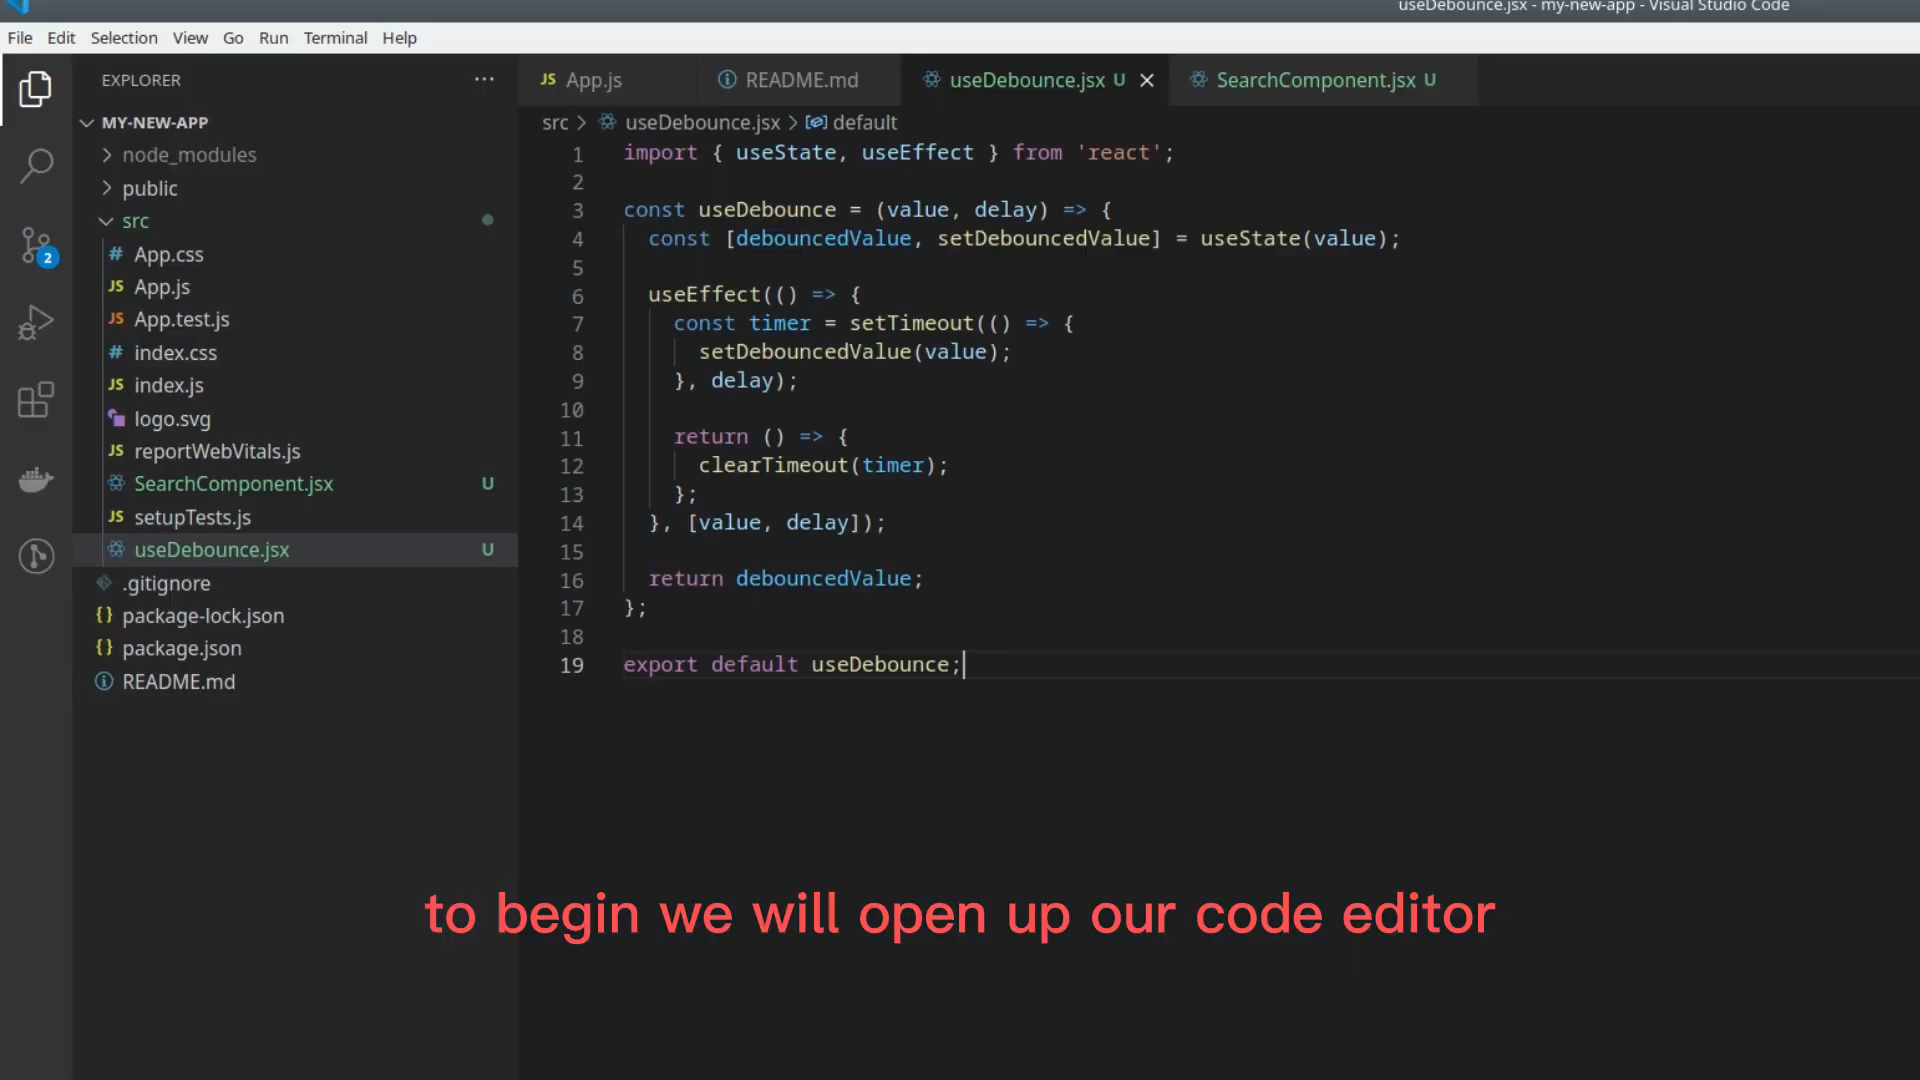 useDebounce.jsx - my-new-app - Visual Studio Code
File Edit Selection View Go Run Terminal Help
EXPLORER ...
MY-NEW-APP
node_modules
public
src
# App.css
JS App.js
JS App.test.js
# index.css
JS index.js
logo.svg
JS reportWebVitals.js
SearchComponent.jsx U
JS setupTests.js
useDebounce.jsx U
.gitignore
{} package-lock.json
{} package.json
README.md
2
JS App.js README.md useDebounce.jsx U × SearchComponent.jsx U
src > useDebounce.jsx > default
1 import { useState, useEffect } from 'react';
2
3 const useDebounce = (value, delay) => {
4 const [debouncedValue, setDebouncedValue] = useState(value);
5
6 useEffect(() => {
7 const timer = setTimeout(() => {
8 setDebouncedValue(value);
9 }, delay);
10
11 return () => {
12 clearTimeout(timer);
13 };
14 }, [value, delay]);
15
16 return debouncedValue;
17 };
18
19 export default useDebounce;
to begin we will open up our code editor